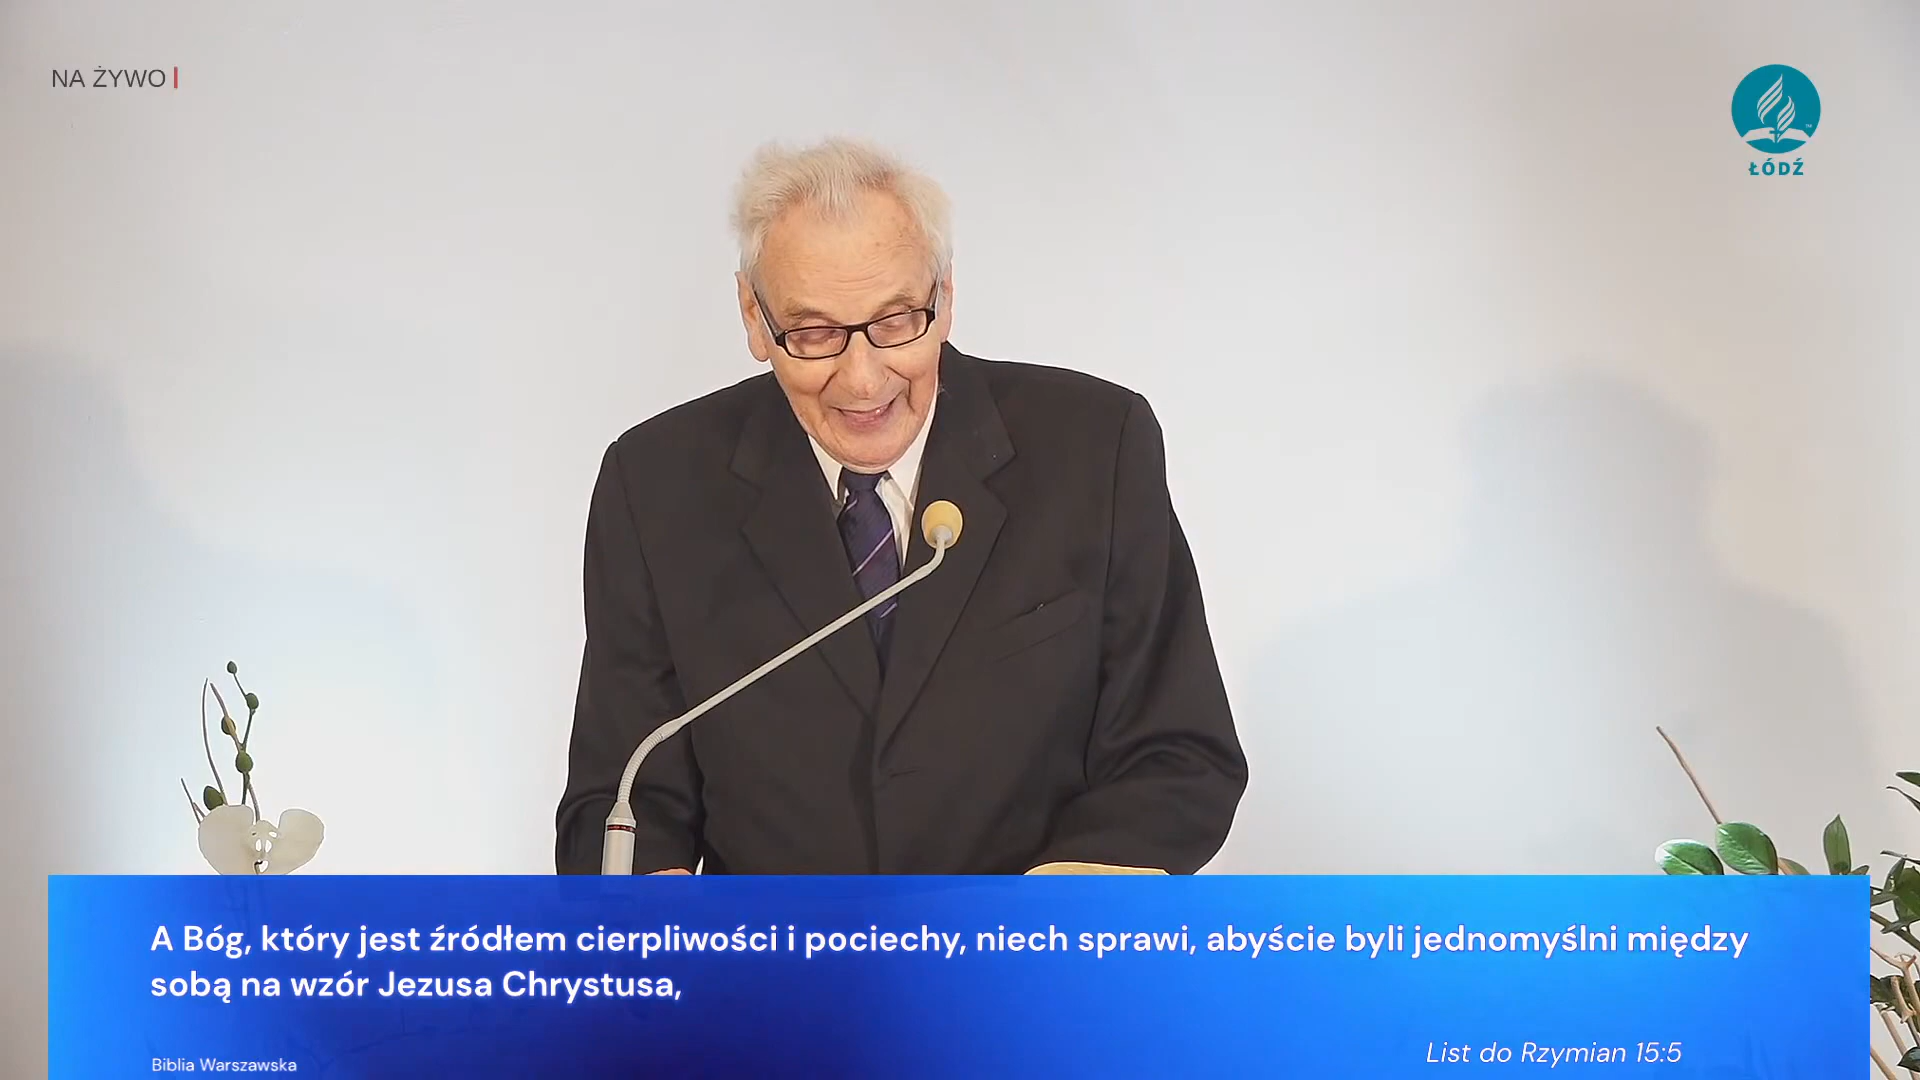 NA ŻYWO
ŁÓDŹ
A Bóg, który jest źródłem cierpliwości i pociechy, niech sprawi, abyście byli jednomyślni między
sobą na wzór Jezusa Chrystusa,
List do Rzymian 15:5
Biblia Warszawska